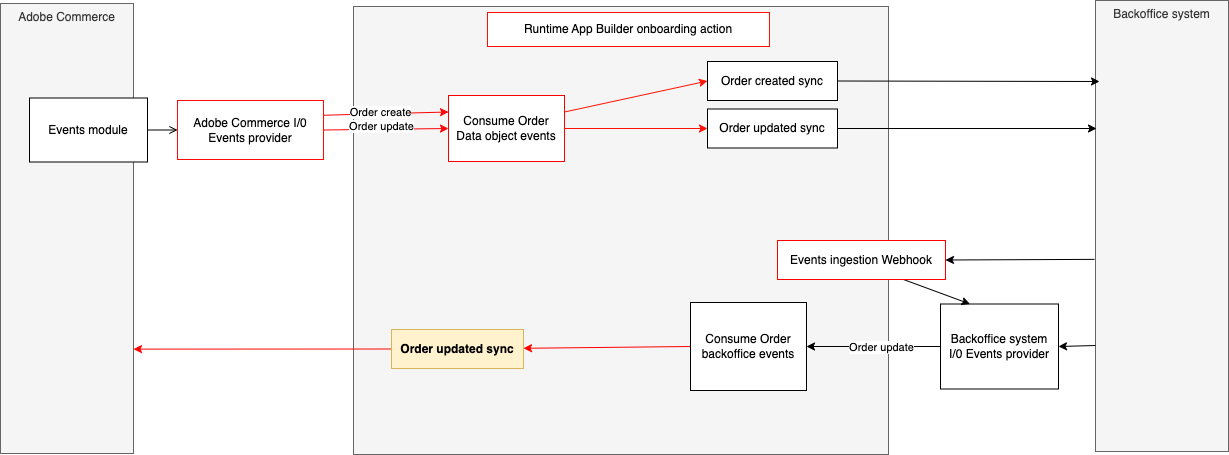 Adobe Commerce
Backoffice system
Runtime App Builder onboarding action
Order created sync
Events module
Adobe Commerce I/0
Events provider
Order create
Order update
Consume Order
Data object events
Order updated sync
Events ingestion Webhook
Order updated sync
Consume Order
backoffice events
Order update
Backoffice system
I/0 Events provider